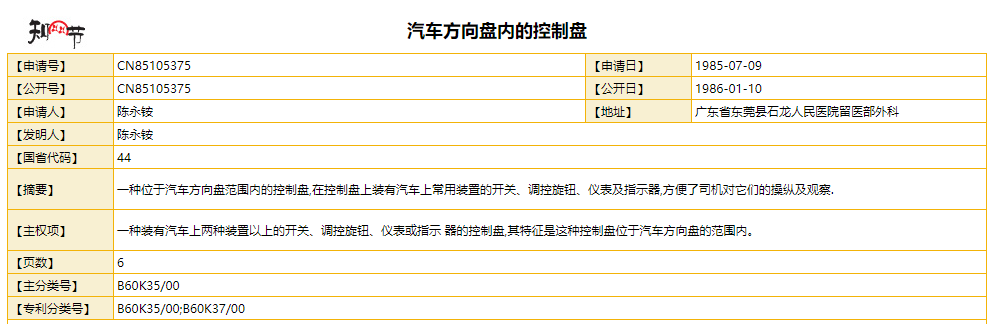 知网节
汽车方向盘内的控制盘
【申请号】 CN85105375 【申请日】 1985-07-09
【公开号】 CN85105375 【公开日】 1986-01-10
【申请人】 陈永铵 【地址】 广东省东莞县石龙人民医院留医部外科
【发明人】 陈永铵
【国省代码】 44
【摘要】 一种位于汽车方向盘范围内的控制盘,在控制盘上装有汽车上常用装置的开关、调控旋钮、仪表及指示器,方便了司机对它们的操纵及观察.
【主权项】 一种装有汽车上两种装置以上的开关、调控旋钮、仪表或指示 器的控制盘,其特征是这种控制盘位于汽车方向盘的范围内。
【页数】 6
【主分类号】 B60K35/00
【专利分类号】 B60K35/00;B60K37/00